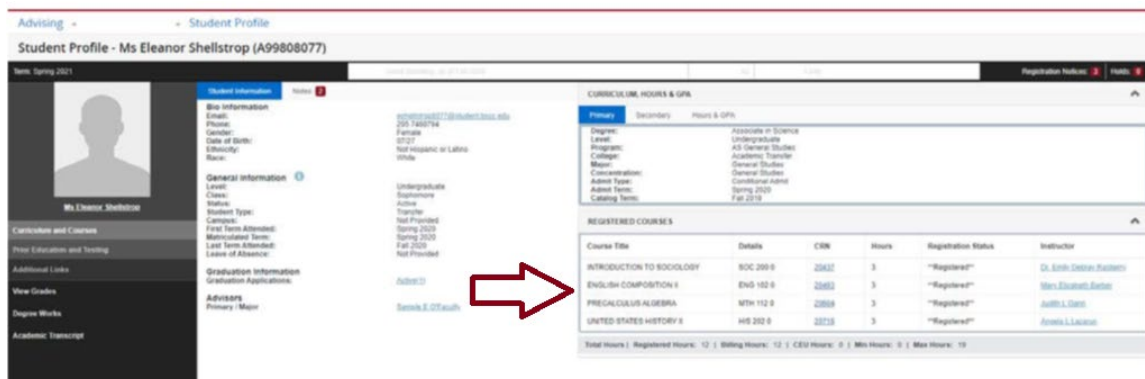 Advising
Student Profile
Student Profile - Ms Eleanor Shellstrop (A99808077)
Term: Spring 2021
Registration Notices: Holds:
Student Information Notes 2
Bio Information
Email:
Phone:
Gender: Female
Date of Birth: 07/27
Ethnicity: Not Hispanic or Latino
Race: White
General Information
Level: Undergraduate
Class: Sophomore
Status: Active
Student Type: Transfer
Campus: Not Provided
First Term Attended: Spring 2020
Matriculated Term: Spring 2020
Last Term Attended: Fall 2020
Leave of Absence: Not Provided
Graduation Information
Graduation Applications:
Advisors
Primary / Major
Ms Eleanor Shellstrop
Curriculum and Courses
Prior Education and Testing
Additional Links
View Grades
Degree Works
Academic Transcript
CURRICULUM, HOURS & GPA
Primary Secondary Hours & GPA
Degree: Associate in Science
Level: Undergraduate
Program: AS General Studies
College: Academic Transfer
Major: General Studies
Concentration: General Studies
Admit Type: Conditional Admit
Admit Term: Spring 2020
Catalog Term: Fall 2019
REGISTERED COURSES
Course Title Details CRN Hours Registration Status Instructor
INTRODUCTION TO SOCIOLOGY SOC 200 0 20437 3 **Registered**
ENGLISH COMPOSITION II ENG 102 0 3 **Registered** Mary Elizabeth
PRECALCULUS ALGEBRA MTH 112 0 3 **Registered** Judith L
UNITED STATES HISTORY II HIS 202 0 3 **Registered** Angela L
Total Hours | Registered Hours: 12 | Billing Hours: 12 | CEU Hours: 0 | Min Hours: 0 | Max Hours: 19